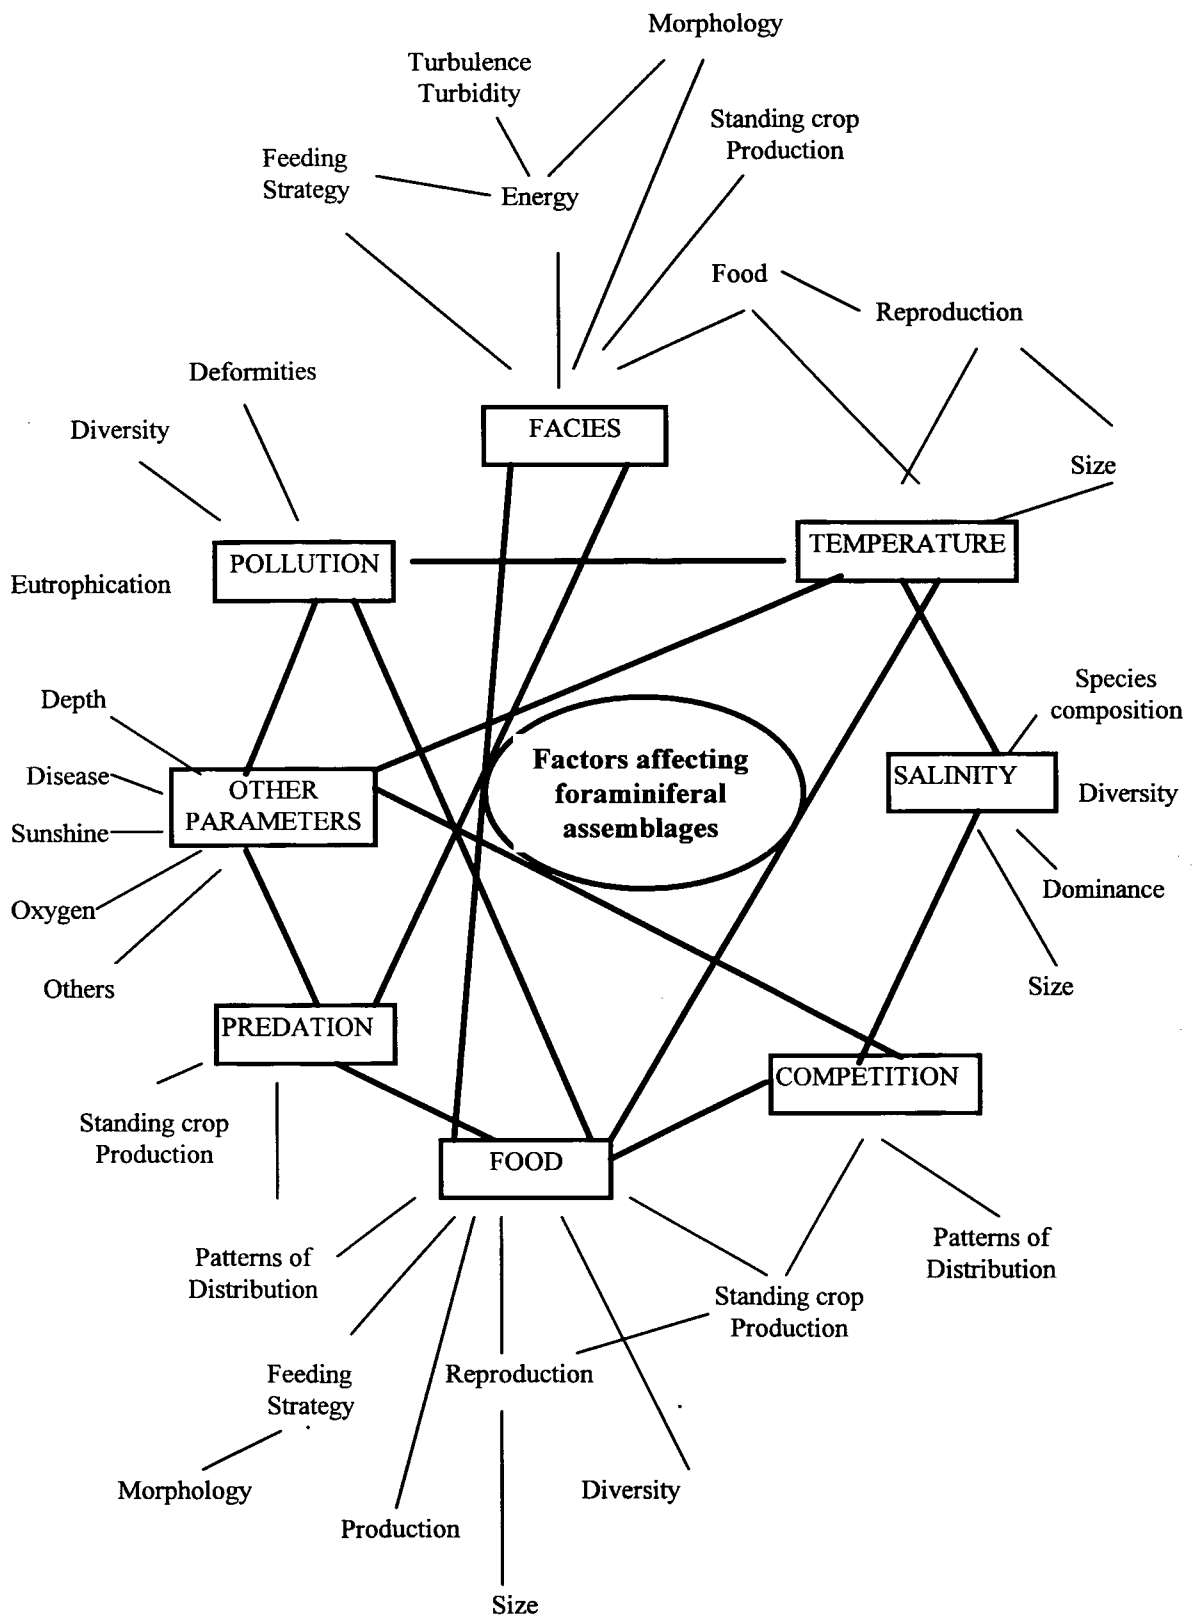 Morphology
Turbulence
Turbidity
Standing crop
Production
Feeding
Strategy
Energy
Food
Reproduction
Deformities
FACIES
Diversity
Size
TEMPERATURE
POLLUTION
Eutrophication
Depth
Species
composition
Factors affecting
foraminiferal
assemblages
Disease
OTHER
PARAMETERS
SALINITY
Diversity
Sunshine
Dominance
Oxygen
Others
Size
PREDATION
COMPETITION
Standing crop
Production
FOOD
Patterns of
Distribution
Patterns of
Distribution
Standing crop
Production
Feeding
Strategy
Reproduction
Morphology
Diversity
Production
Size